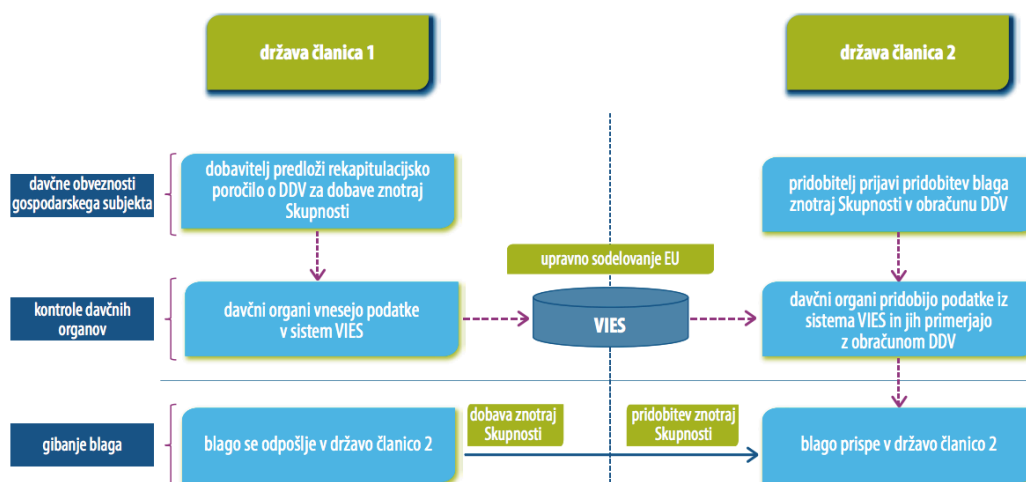 država članica 1
država članica 2
davčne obveznosti
gospodarskega subjekta
dobavitelj predloži rekapitulacijsko
poročilo o DDV za dobave znotraj
Skupnosti
pridobitelj prijavi pridobitev blaga
znotraj Skupnosti v obračunu DDV
upravno sodelovanje EU
kontrole davčnih
organov
davčni organi vnesejo podatke
v sistem VIES
VIES
davčni organi pridobijo podatke iz
sistema VIES in jih primerjajo
z obračunom DDV
gibanje blaga
blago se odpošlje v državo članico 2
dobava znotraj
Skupnosti
pridobitev znotraj
Skupnosti
blago prispe v državo članico 2